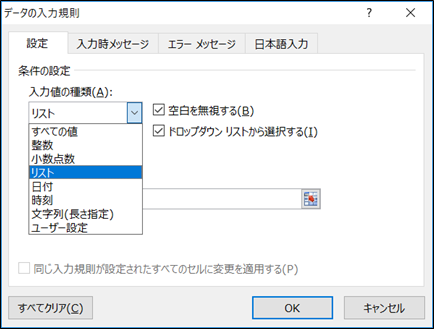 データの入力規則
設定
入力時メッセージ
エラー メッセージ
日本語入力
条件の設定
入力値の種類(A):
リスト
空白を無視する(B)
ドロップダウン リストから選択する(I)
すべての値
整数
小数点数
リスト
日付
時刻
文字列(長さ指定)
ユーザー設定
同じ入力規則が設定されたすべてのセルに変更を適用する(P)
すべてクリア(C)
OK
キャンセル